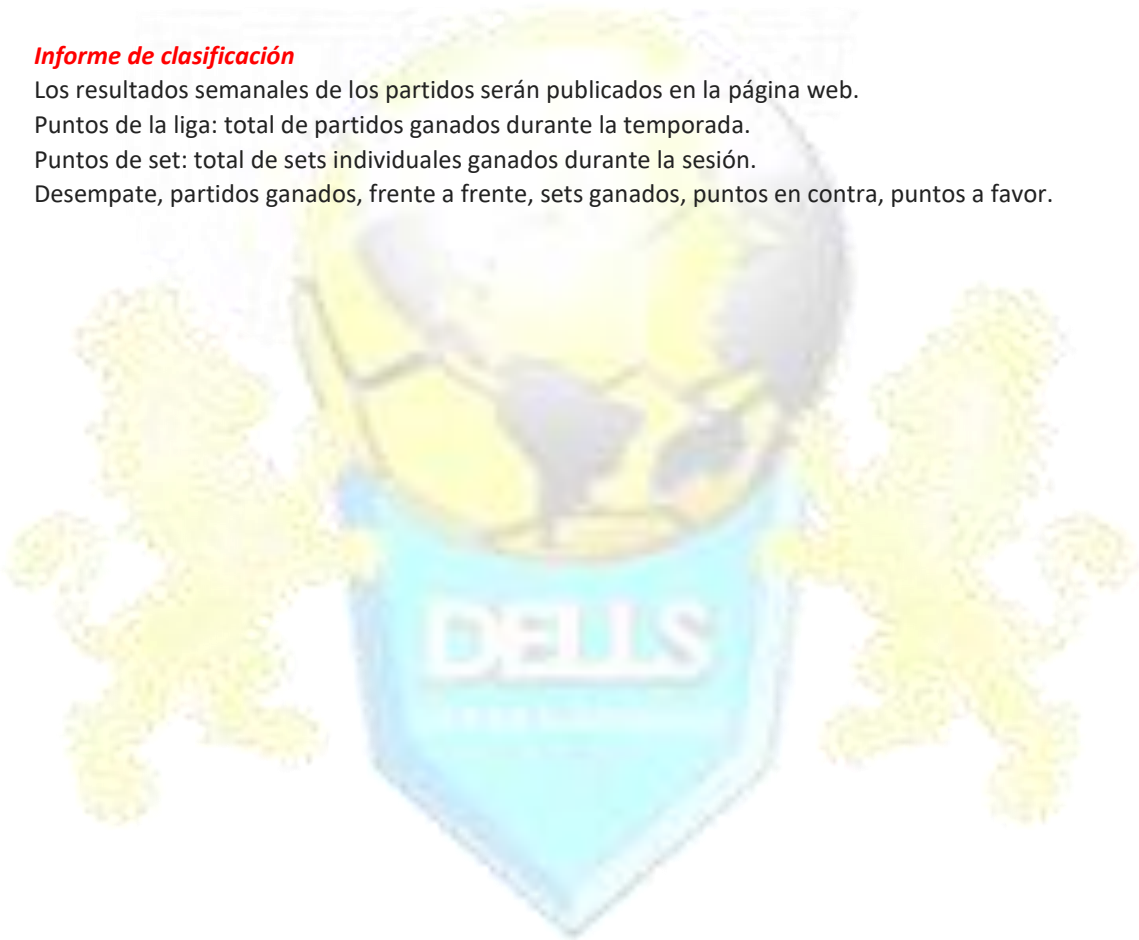 Informe de clasificación
Los resultados semanales de los partidos serán publicados en la página web.
Puntos de la liga: total de partidos ganados durante la temporada.
Puntos de set: total de sets individuales ganados durante la sesión.
Desempate, partidos ganados, frente a frente, sets ganados, puntos en contra, puntos a favor.
DELLS